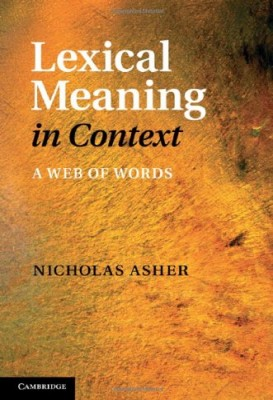 Lexical
Meaning
in Context
A WEB OF WORDS
NICHOLAS ASHER
CAMBRIDGE